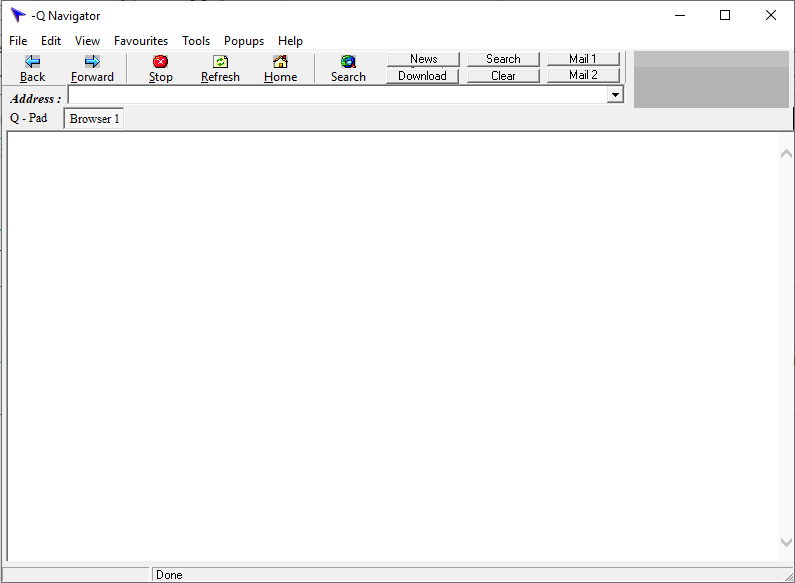 -Q Navigator
File Edit View Favourites Tools Popups Help
Back Forward Stop Refresh Home Search News Search Mail 1
Download Clear Mail 2
Address :
Q - Pad Browser 1
Done